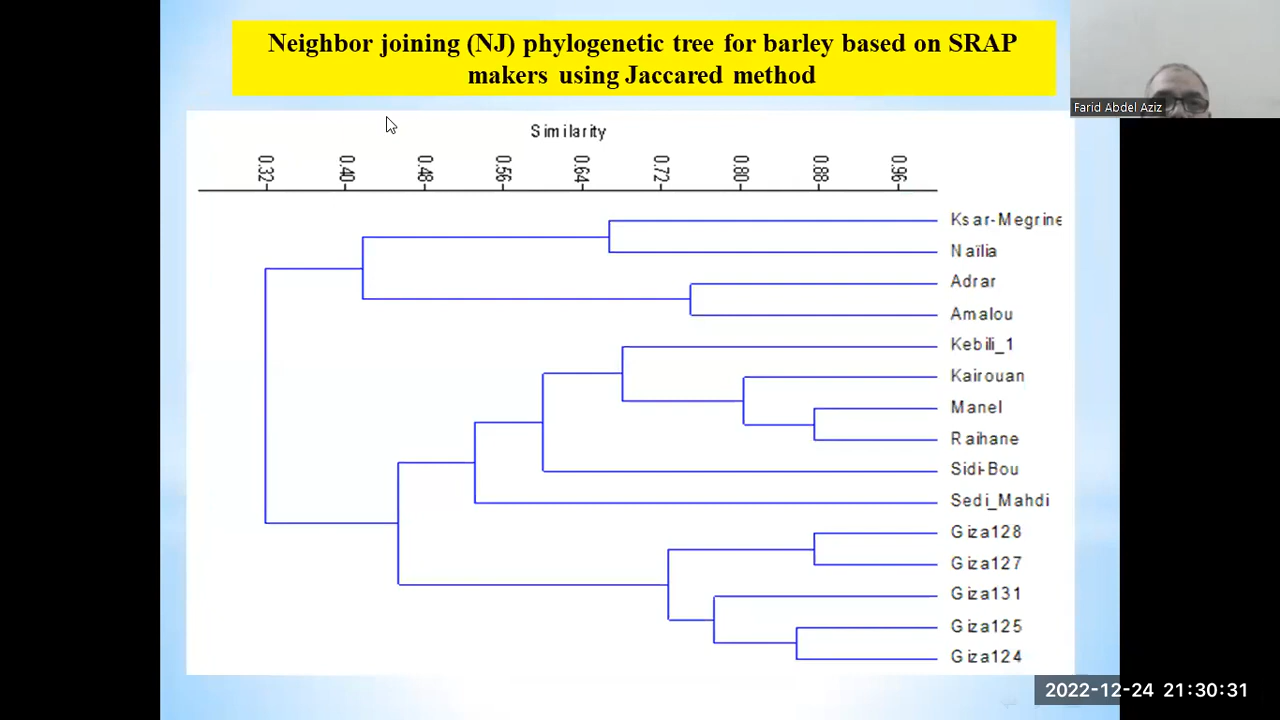 Neighbor joining (NJ) phylogenetic tree for barley based on SRAP
makers using Jaccared method
Farid Abdel Aziz
Similarity
0.32 0.40 0.48 0.56 0.64 0.72 0.80 0.88 0.96
Ksar-Megrine
Naïlia
Adrar
Amalou
Kebili_1
Kairouan
Manel
Raihane
Sidi-Bou
Sedi_Mahdi
Giza128
Giza127
Giza131
Giza125
Giza124
2022-12-24 21:30:31